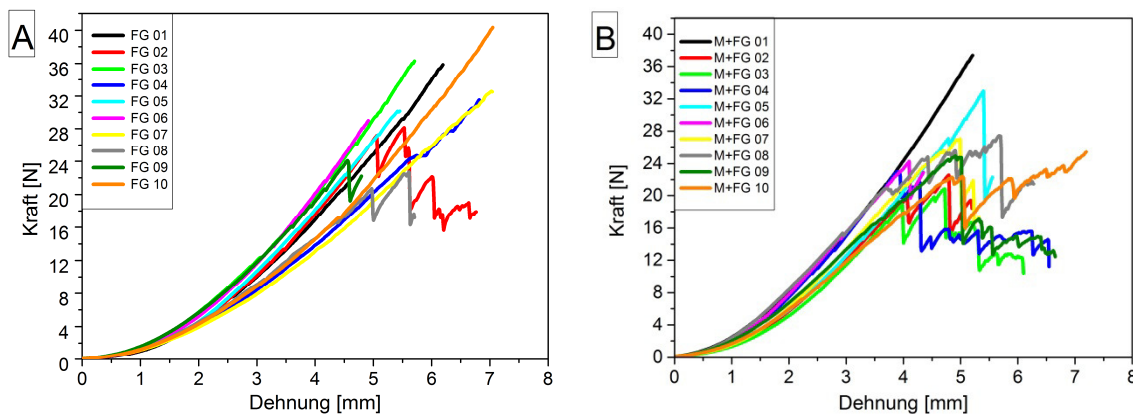 A
FG 01
FG 02
FG 03
FG 04
FG 05
FG 06
FG 07
FG 08
FG 09
FG 10
Kraft [N]
40
36
32
28
24
20
16
12
8
4
0
0 1 2 3 4 5 6 7 8
Dehnung [mm]
B
M+FG 01
M+FG 02
M+FG 03
M+FG 04
M+FG 05
M+FG 06
M+FG 07
M+FG 08
M+FG 09
M+FG 10
Kraft [N]
40
36
32
28
24
20
16
12
8
4
0
0 1 2 3 4 5 6 7 8
Dehnung [mm]